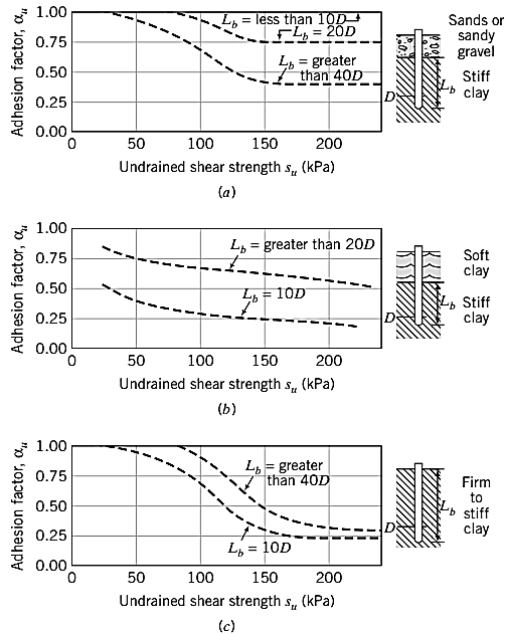 Adhesion factor, αu
1.00
0.75
0.50
0.25
0.00
Lb = less than 10D
Lb = 20D
Lb = greater
than 40D
0 50 100 150 200
Undrained shear strength su (kPa)
(a)
Sands or
sandy
gravel
Lb Stiff
clay
D
Adhesion factor, αu
1.00
0.75
0.50
0.25
0.00
Lb = greater than 20D
Lb = 10D
0 50 100 150 200
Undrained shear strength su (kPa)
(b)
Soft
clay
Lb Stiff
clay
D
Adhesion factor, αu
1.00
0.75
0.50
0.25
0.00
Lb = greater
than 40D
Lb = 10D
0 50 100 150 200
Undrained shear strength su (kPa)
(c)
Firm
to
Lb stiff
clay
D